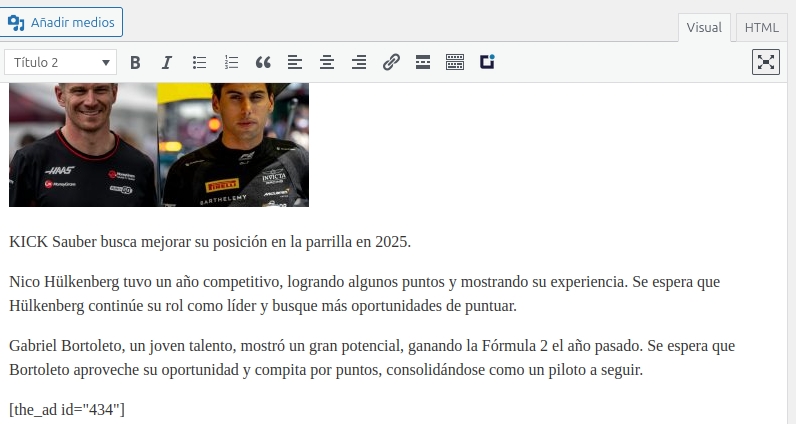 Añadir medios
Visual
HTML
Título 2
B
I
HAAS
MoneyGram
MoneyGram
PIRELLI
INVICTA
BARTHELEMY
KICK Sauber busca mejorar su posición en la parrilla en 2025.
Nico Hülkenberg tuvo un año competitivo, logrando algunos puntos y mostrando su experiencia. Se espera que
Hülkenberg continúe su rol como líder y busque más oportunidades de puntuar.
Gabriel Bortoleto, un joven talento, mostró un gran potencial, ganando la Fórmula 2 el año pasado. Se espera que
Bortoleto aproveche su oportunidad y compita por puntos, consolidándose como un piloto a seguir.
[the_ad id="434"]